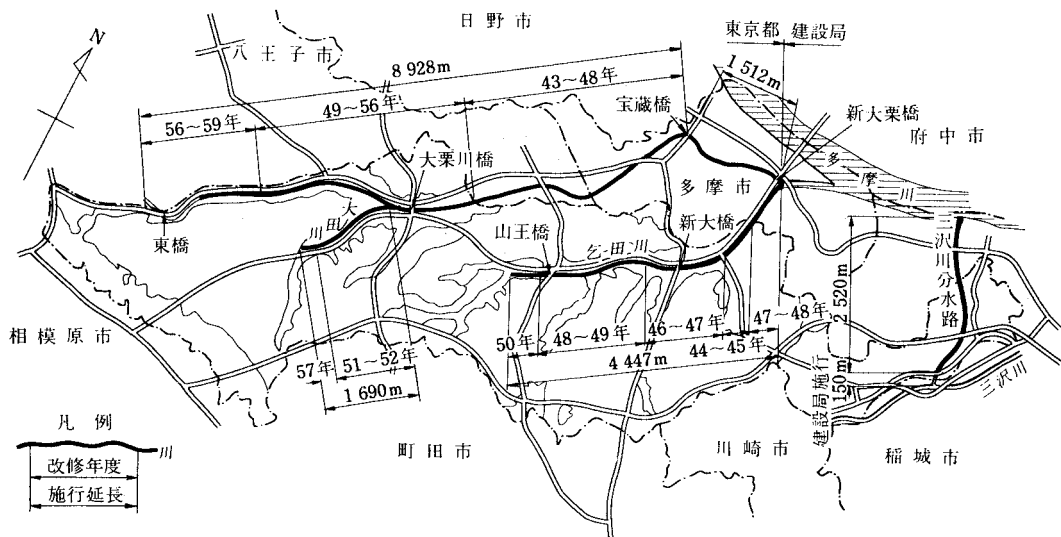 日野市
東京都 建設局
N
八王子市
8 928m
1 512m
43～48年
49～56年
宝蔵橋
新大栗橋
56～59年
府中市
大栗川橋
多摩川
多摩市
大田川
山王橋
新大橋
乞田川
東橋
三沢川分水路
2 520m
相模原市
50年
48～49年
46～47年
47～48年
44～45年
57年
51～52年
4 447m
150m
1 690m
建設局施行
三沢川
凡例
川
町田市
川崎市
稲城市
改修年度
施行延長